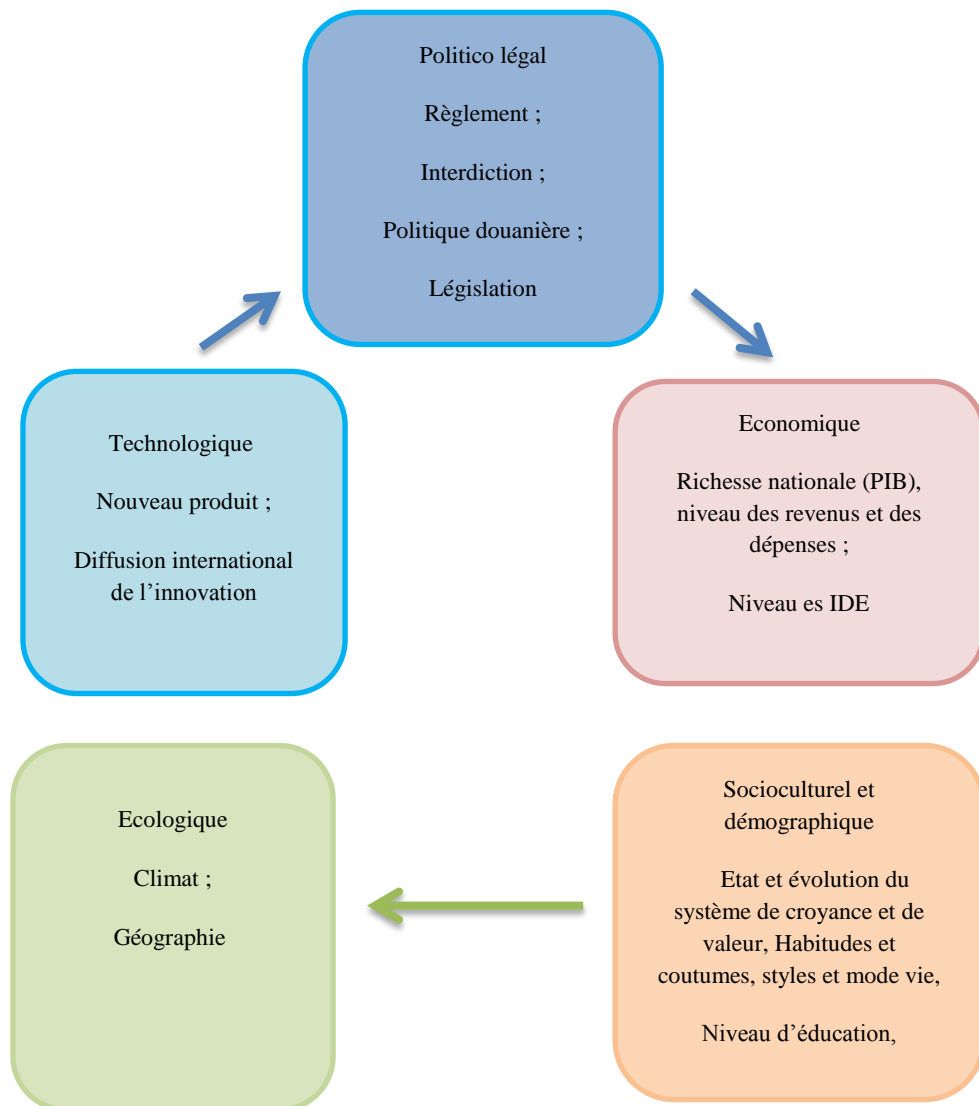 Politico légal
Règlement ;
Interdiction ;
Politique douanière ;
Législation
Technologique
Nouveau produit ;
Diffusion international
de l’innovation
Economique
Richesse nationale (PIB),
niveau des revenus et des
dépenses ;
Niveau es IDE
Ecologique
Climat ;
Géographie
Socioculturel et
démographique
Etat et évolution du
système de croyance et de
valeur, Habitudes et
coutumes, styles et mode vie,
Niveau d’éducation,